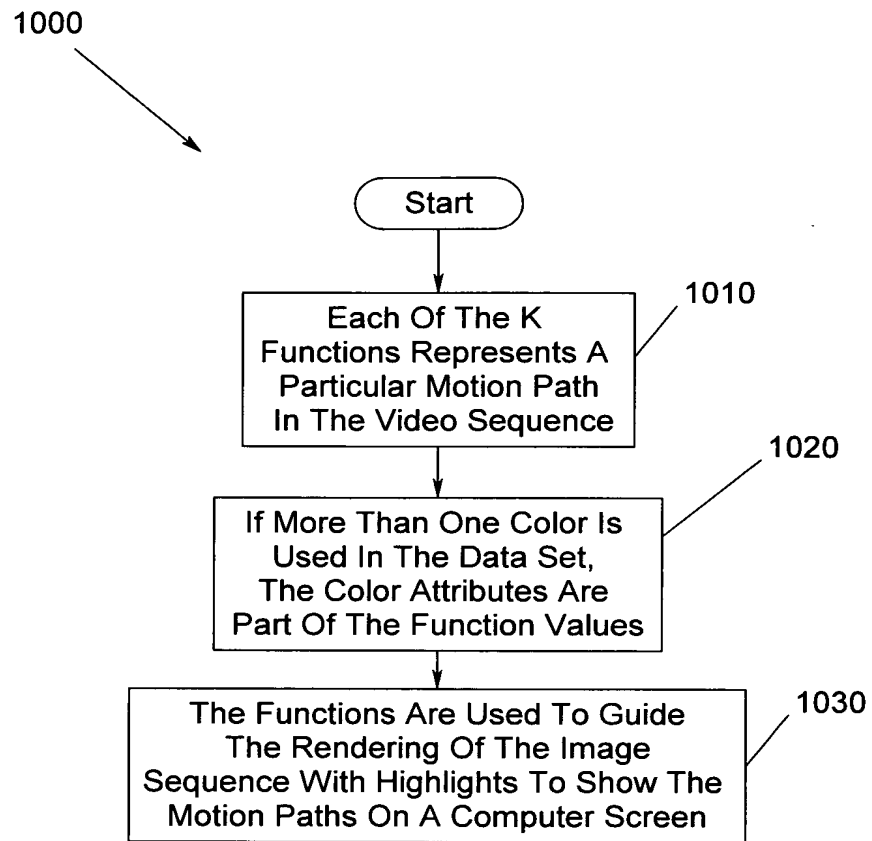 1000
Start
Each Of The K
Functions Represents A
Particular Motion Path
In The Video Sequence
1010
If More Than One Color Is
Used In The Data Set,
The Color Attributes Are
Part Of The Function Values
1020
The Functions Are Used To Guide
The Rendering Of The Image
Sequence With Highlights To Show The
Motion Paths On A Computer Screen
1030